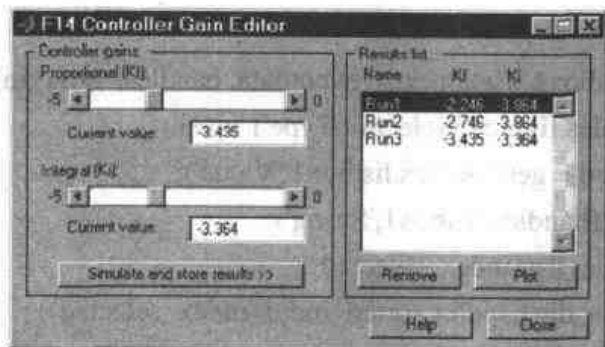 F14 Controller Gain Editor
Controller gains
Proportional (Kf):
-5 0
Current value: -3.435
Integral (Ki):
-5 0
Current value: -3.364
Simulate and store results >>
Results list
Name Kf Ki
Run1 -2.246 -3.864
Run2 -2.746 -3.864
Run3 -3.435 -3.364
Remove Plot
Help Close